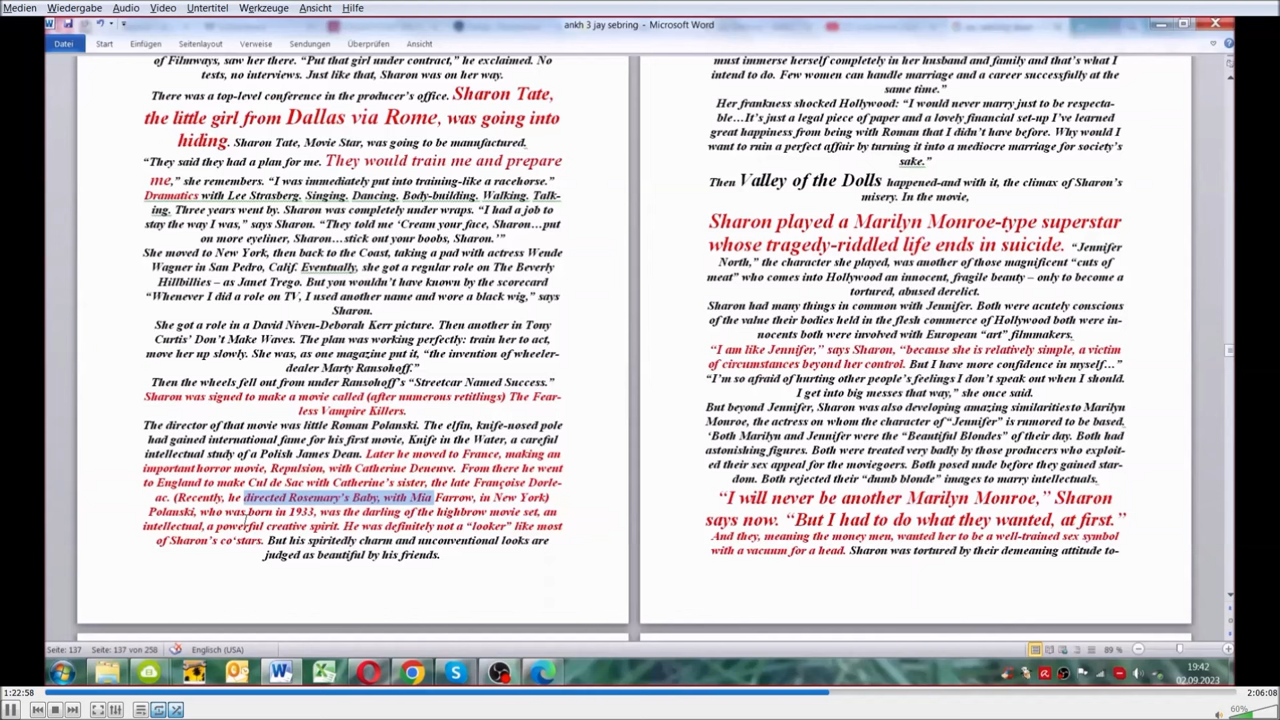 Medien Wiedergabe Audio Video Untertitel Werkzeuge Ansicht Hilfe
ankh 3 jay sebring - Microsoft Word
Datei Start Einfügen Seitenlayout Verweise Sendungen Überprüfen Ansicht
of Filmways, saw her there. “Put that girl under contract,” he exclaimed. No
tests, no interviews. Just like that, Sharon was on her way.
There was a top-level conference in the producer’s office. Sharon Tate,
the little girl from Dallas via Rome, was going into
hiding. Sharon Tate, Movie Star, was going to be manufactured.
“They said they had a plan for me. They would train me and prepare
me,” she remembers. “I was immediately put into training-like a racehorse.”
Dramatics with Lee Strasberg. Singing. Dancing. Body-building. Walking. Talk-
ing. Three years went by. Sharon was completely under wraps. “I had a job to
stay the way I was,” says Sharon. “They told me ‘Cream your face, Sharon…put
on more eyeliner, Sharon…stick out your boobs, Sharon.’”
She moved to New York, then back to the Coast, taking a pad with actress Wende
Wagner in San Pedro, Calif. Eventually, she got a regular role on The Beverly
Hillbillies – as Janet Trego. But you wouldn’t have known by the scorecard
“Whenever I did a role on TV, I used another name and wore a black wig,” says
Sharon.
She got a role in a David Niven-Deborah Kerr picture. Then another in Tony
Curtis’ Don’t Make Waves. The plan was working perfectly: train her to act,
move her up slowly. She was, as one magazine put it, “the invention of wheeler-
dealer Marty Ransohoff.”
Then the wheels fell out from under Ransohoff’s “Streetcar Named Success.”
Sharon was signed to make a movie called (after numerous retitlings) The Fear-
less Vampire Killers.
The director of that movie was little Roman Polanski. The elfin, knife-nosed pole
had gained international fame for his first movie, Knife in the Water, a careful
intellectual study of a Polish James Dean. Later he moved to France, making an
important horror movie, Repulsion, with Catherine Deneuve. From there he went
to England to make Cul de Sac with Catherine’s sister, the late Françoise Dorle-
ac. (Recently, he directed Rosemary’s Baby, with Mia Farrow, in New York)
Polanski, who was born in 1933, was the darling of the highbrow movie set, an
intellectual, a powerful creative spirit. He was definitely not a “looker” like most
of Sharon’s co‘stars. But his spiritedly charm and unconventional looks are
judged as beautiful by his friends.
must immerse herself completely in her husband and family and that’s what I
intend to do. Few women can handle marriage and a career successfully at the
same time.”
Her frankness shocked Hollywood: “I would never marry just to be respecta-
ble…It’s just a legal piece of paper and a lovely financial set-up I’ve learned
great happiness from being with Roman that I didn’t have before. Why would I
want to ruin a perfect affair by turning it into a mediocre marriage for society’s
sake.”
Then Valley of the Dolls happened-and with it, the climax of Sharon’s
misery. In the movie,
Sharon played a Marilyn Monroe-type superstar
whose tragedy-riddled life ends in suicide. “Jennifer
North,” the character she played, was another of those magnificent “cuts of
meat” who comes into Hollywood an innocent, fragile beauty – only to become a
tortured, abused derelict.
Sharon had many things in common with Jennifer. Both were acutely conscious
of the value their bodies held in the flesh commerce of Hollywood both were in-
nocents both were involved with European “art” filmmakers.
“I am like Jennifer,” says Sharon, “because she is relatively simple, a victim
of circumstances beyond her control. But I have more confidence in myself…”
“I’m so afraid of hurting other people’s feelings I don’t speak out when I should.
I get into big messes that way,” she once said.
But beyond Jennifer, Sharon was also developing amazing similarities to Marilyn
Monroe, the actress on whom the character of “Jennifer” is rumored to be based.
‘Both Marilyn and Jennifer were the “Beautiful Blondes” of their day. Both had
astonishing figures. Both were treated very badly by those producers who exploit-
ed their sex appeal for the moviegoers. Both posed nude before they gained star-
dom. Both rejected their “dumb blonde” images to marry intellectuals.
“I will never be another Marilyn Monroe,” Sharon
says now. “But I had to do what they wanted, at first.”
And they, meaning the money men, wanted her to be a well-trained sex symbol
with a vacuum for a head. Sharon was tortured by their demeaning attitude to-
Seite: 137 Seite: 137 von 258 Englisch (USA) 89 %
19:42
02.09.2023
1:22:58 2:06:08
60%